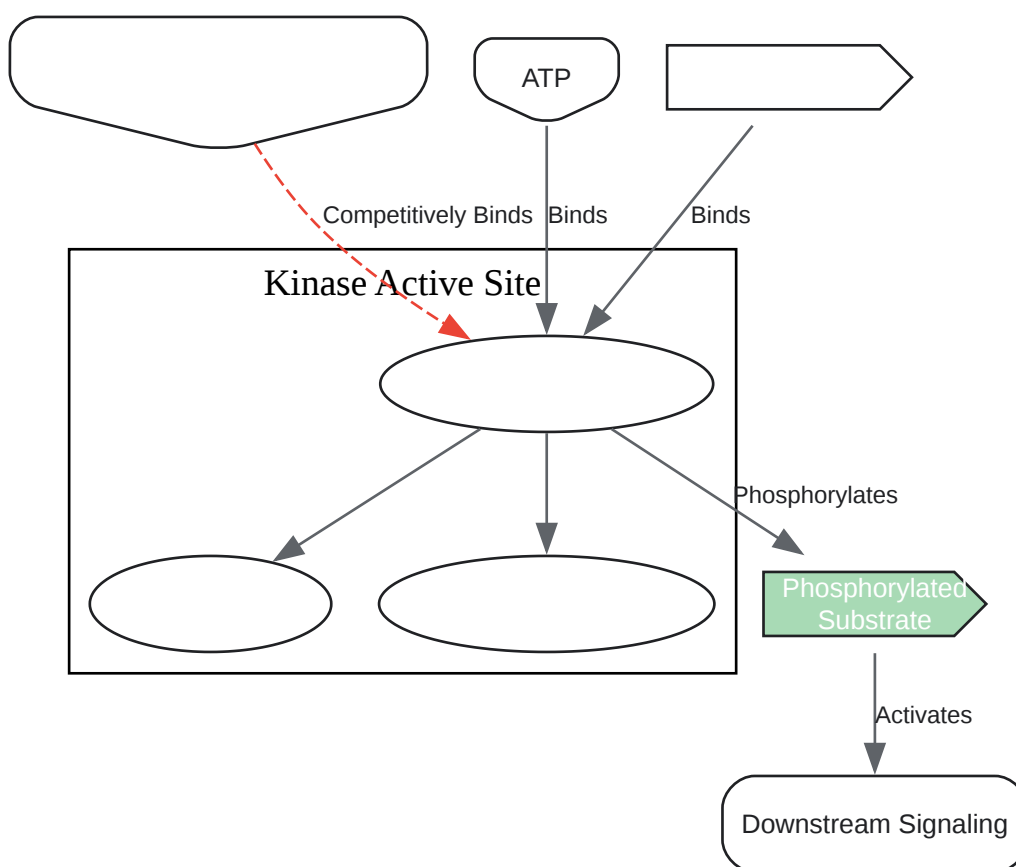 ATP
Competitively Binds
Binds
Binds
Kinase Active Site
Phosphorylates
Phosphorylated
Substrate
Activates
Downstream Signaling